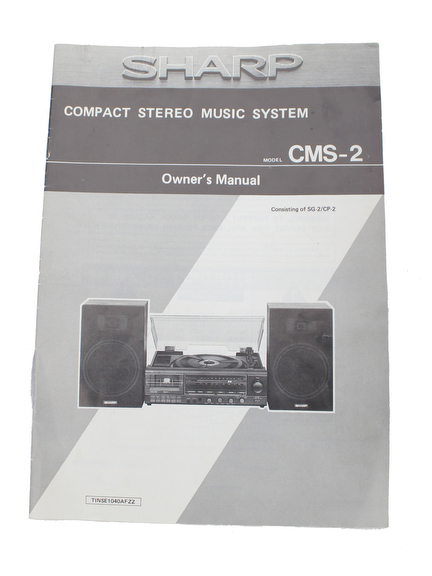 SHARP
COMPACT STEREO MUSIC SYSTEM
MODEL CMS-2
Owner's Manual
Consisting of SG-2/CP-2
TINSE1040AFZZ